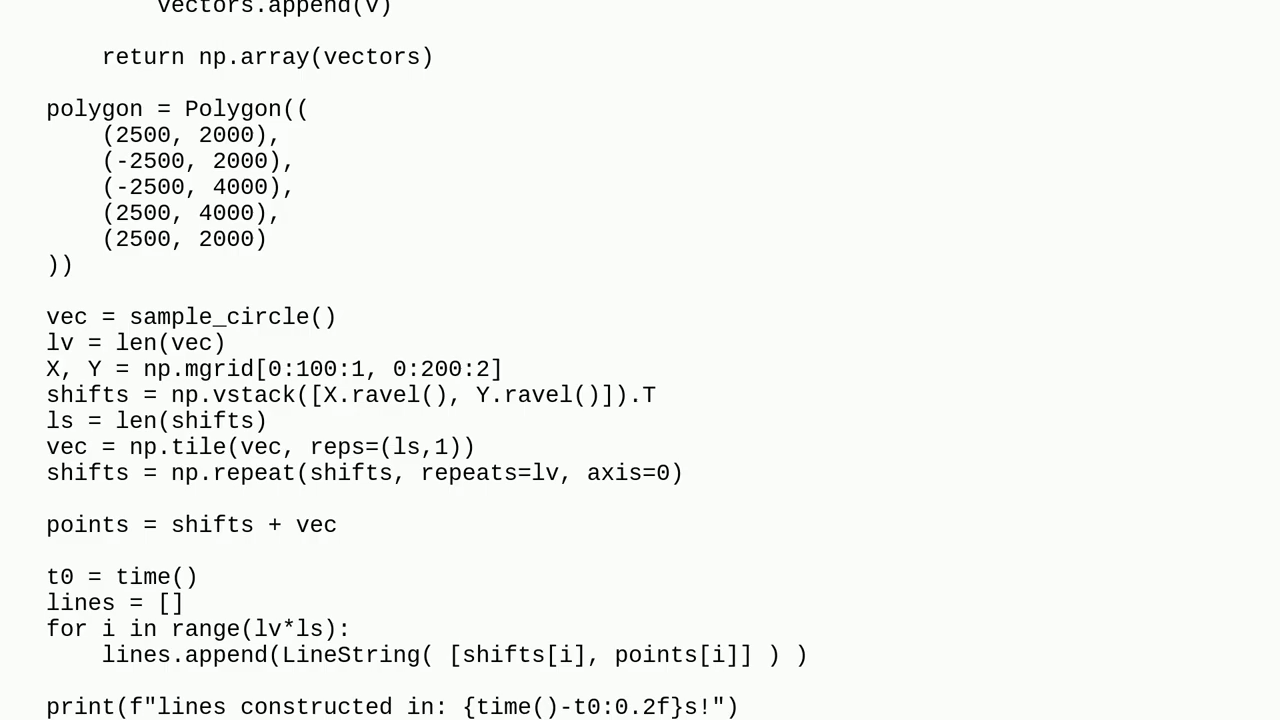 vectors.append(v)
return np.array(vectors)
polygon = Polygon((
(2500, 2000),
(-2500, 2000),
(-2500, 4000),
(2500, 4000),
(2500, 2000)
))
vec = sample_circle()
lv = len(vec)
X, Y = np.mgrid[0:100:1, 0:200:2]
shifts = np.vstack([X.ravel(), Y.ravel()]).T
ls = len(shifts)
vec = np.tile(vec, reps=(ls,1))
shifts = np.repeat(shifts, repeats=lv, axis=0)
points = shifts + vec
t0 = time()
lines = []
for i in range(lv*ls):
lines.append(LineString( [shifts[i], points[i]] ) )
print(f"lines constructed in: {time()-t0:0.2f}s!")